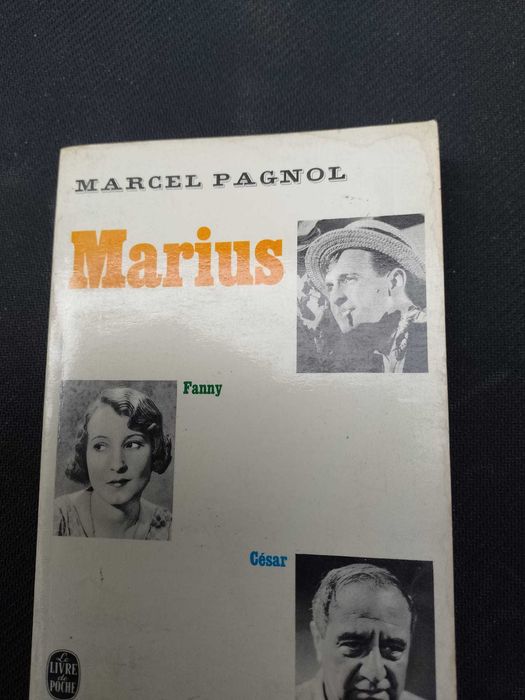 MARCEL PAGNOL
Marius
Fanny
César
Le
LIVRE
de
POCHE